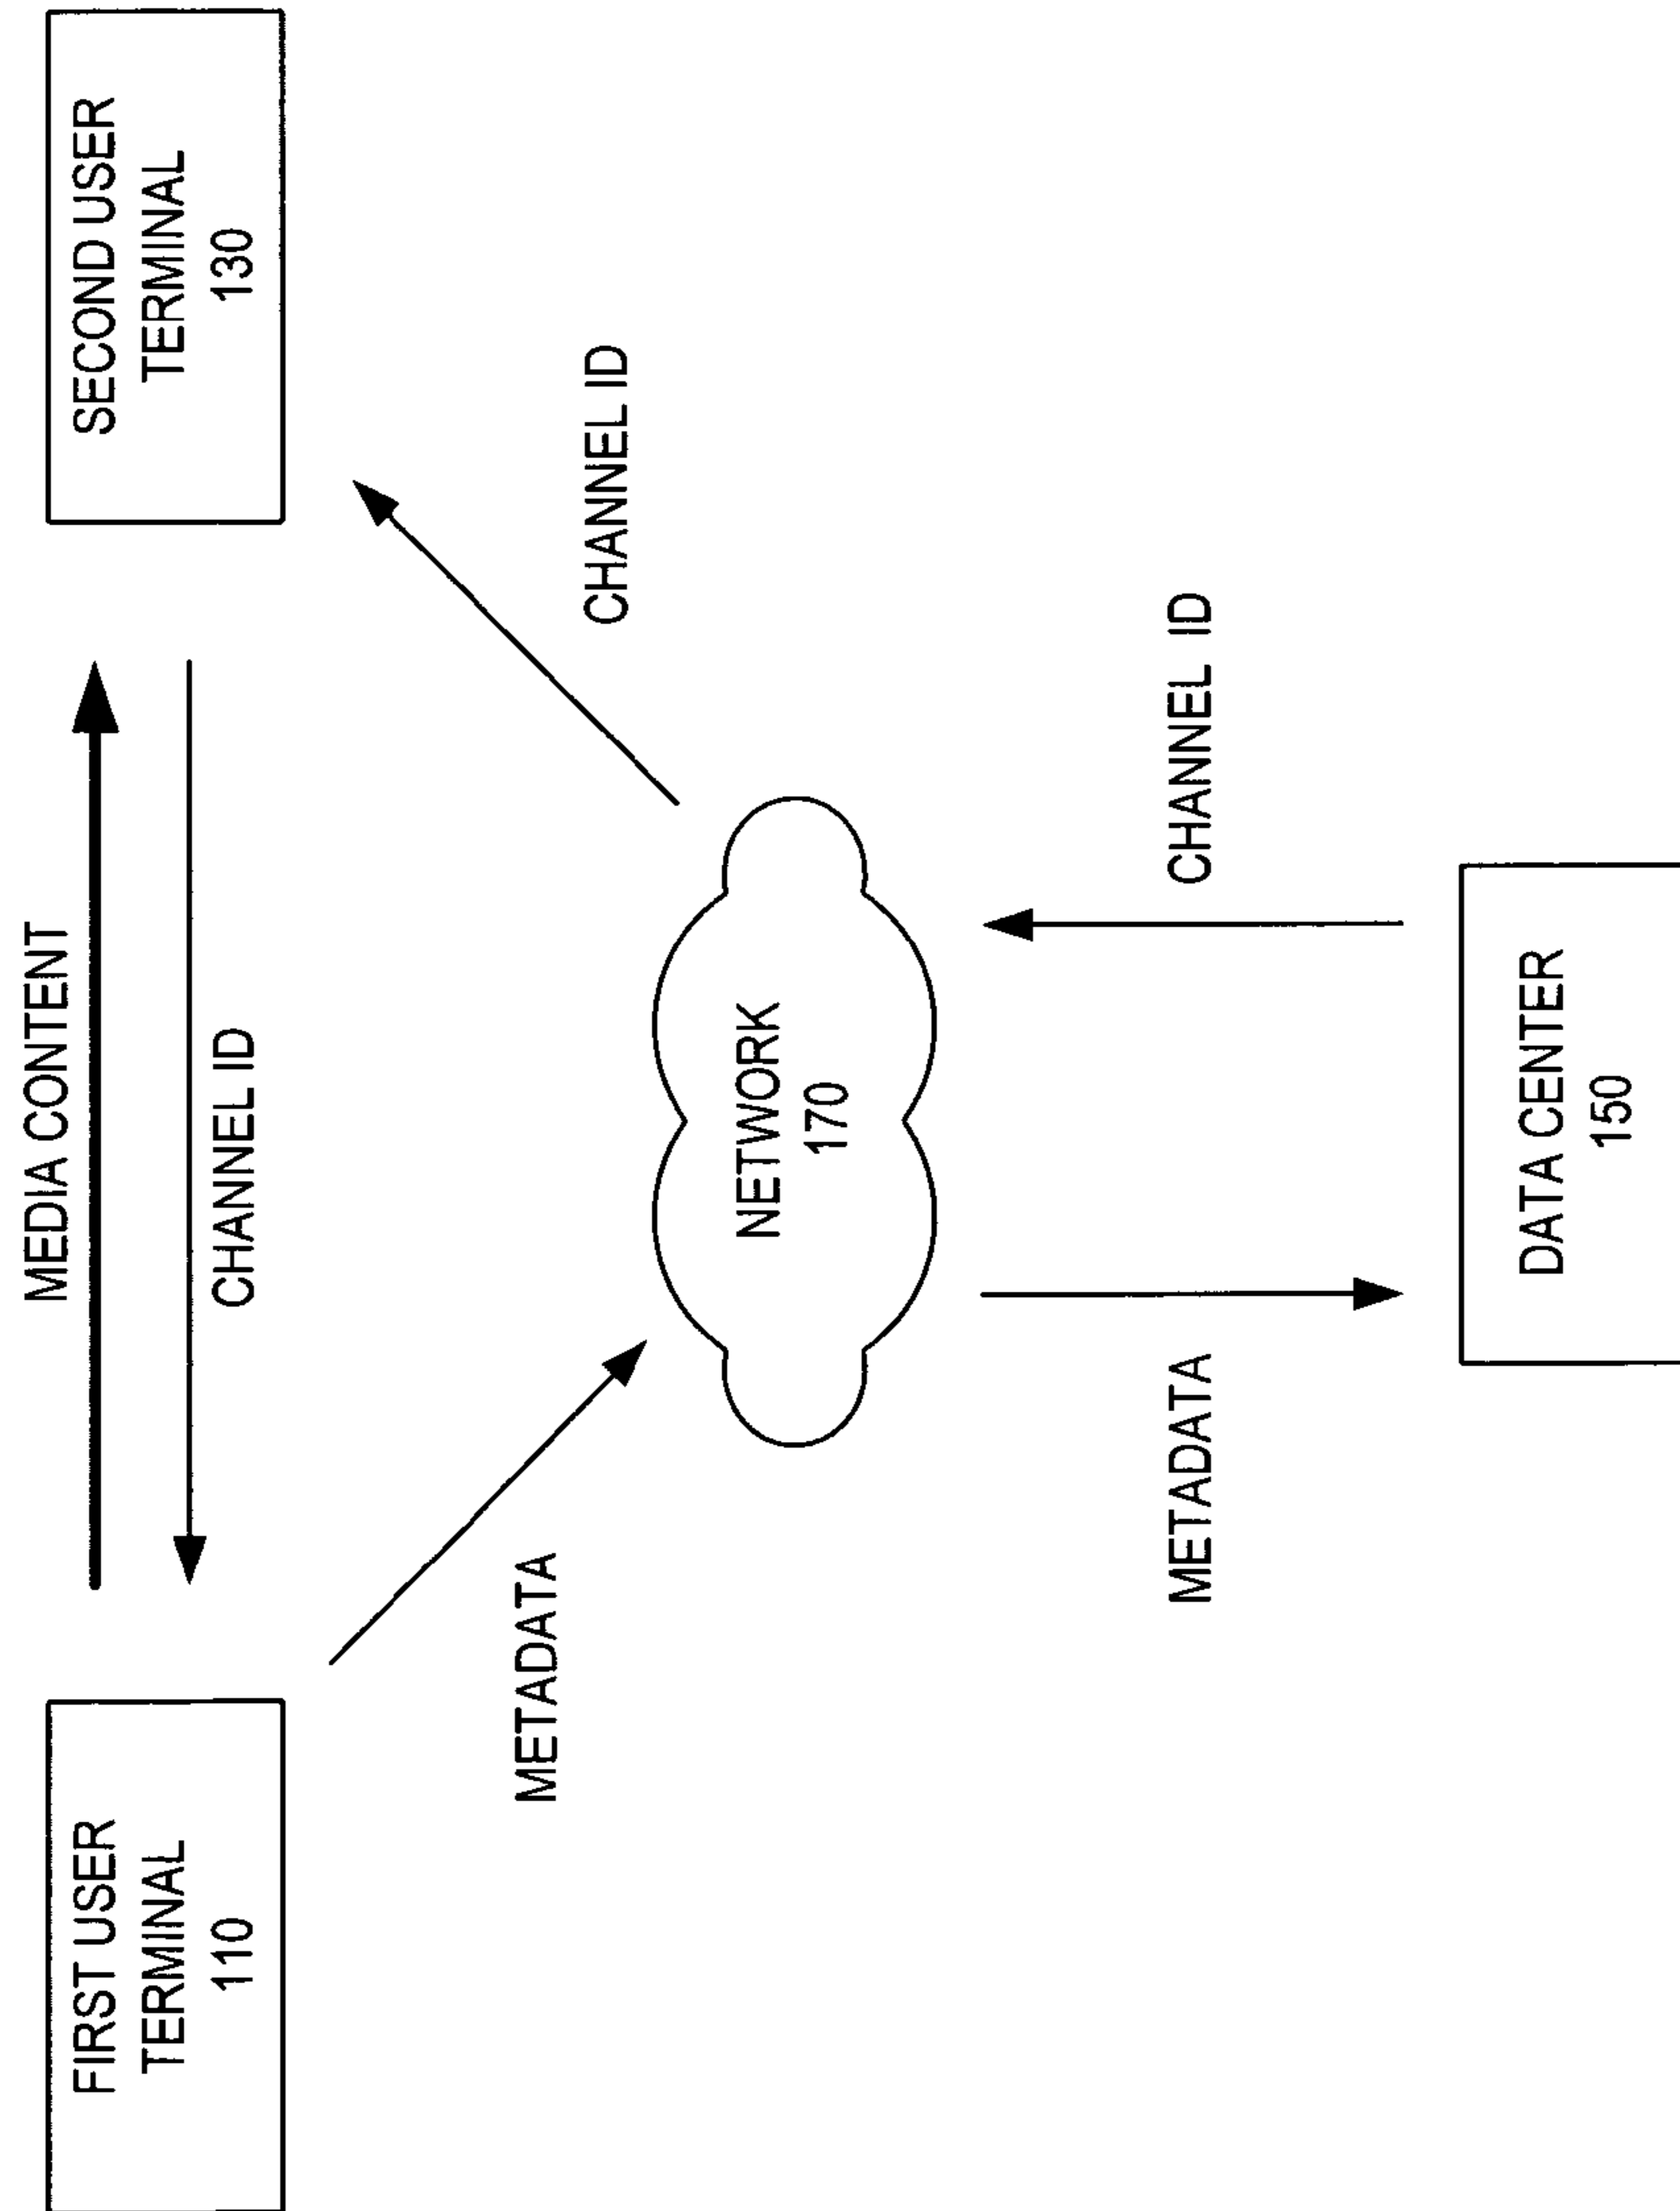 MEDIA CONTENT
FIRST USER
TERMINAL
110
SECOND USER
TERMINAL
130
CHANNEL ID
METADATA
CHANNEL ID
NETWORK
170
METADATA
CHANNEL ID
DATA CENTER
150